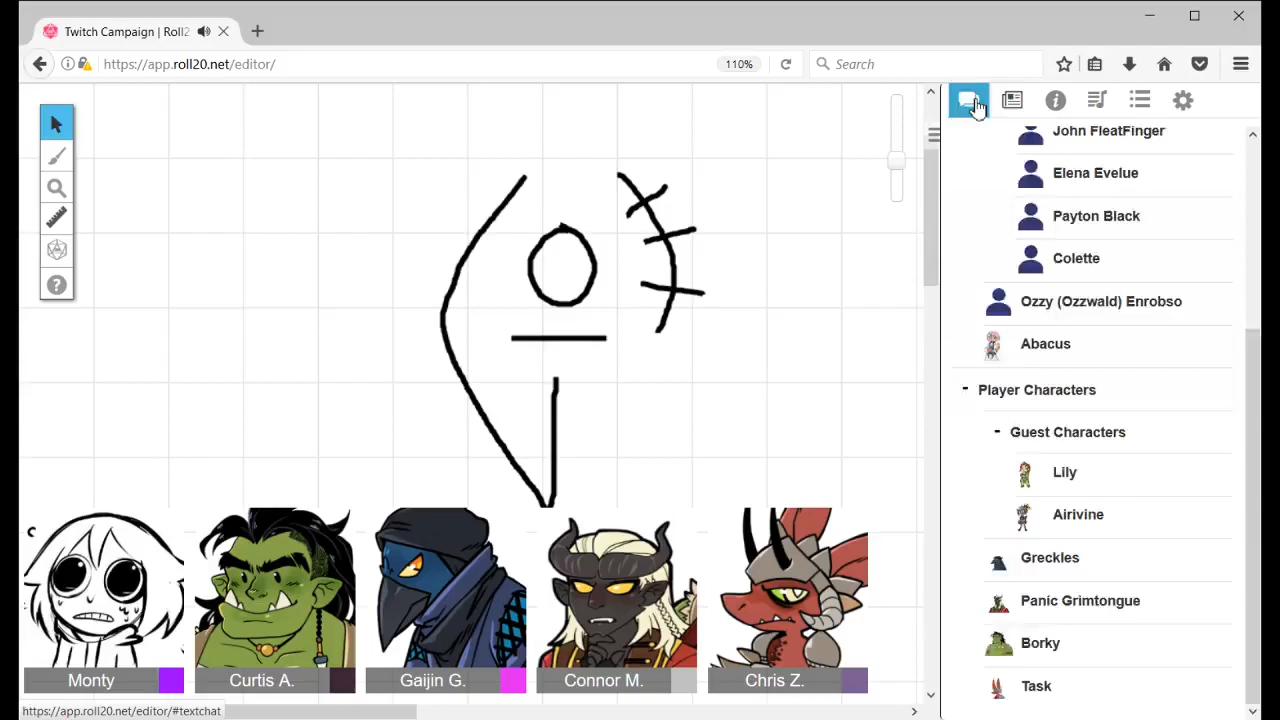 Twitch Campaign | Roll2
https://app.roll20.net/editor/
110%
Search
John FleatFinger
Elena Evelue
Payton Black
Colette
Ozzy (Ozzwald) Enrobso
Abacus
- Player Characters
- Guest Characters
Lily
Airivine
Greckles
Panic Grimtongue
Borky
Task
Monty
Curtis A.
Gaijin G.
Connor M.
Chris Z.
https://app.roll20.net/editor/#textchat